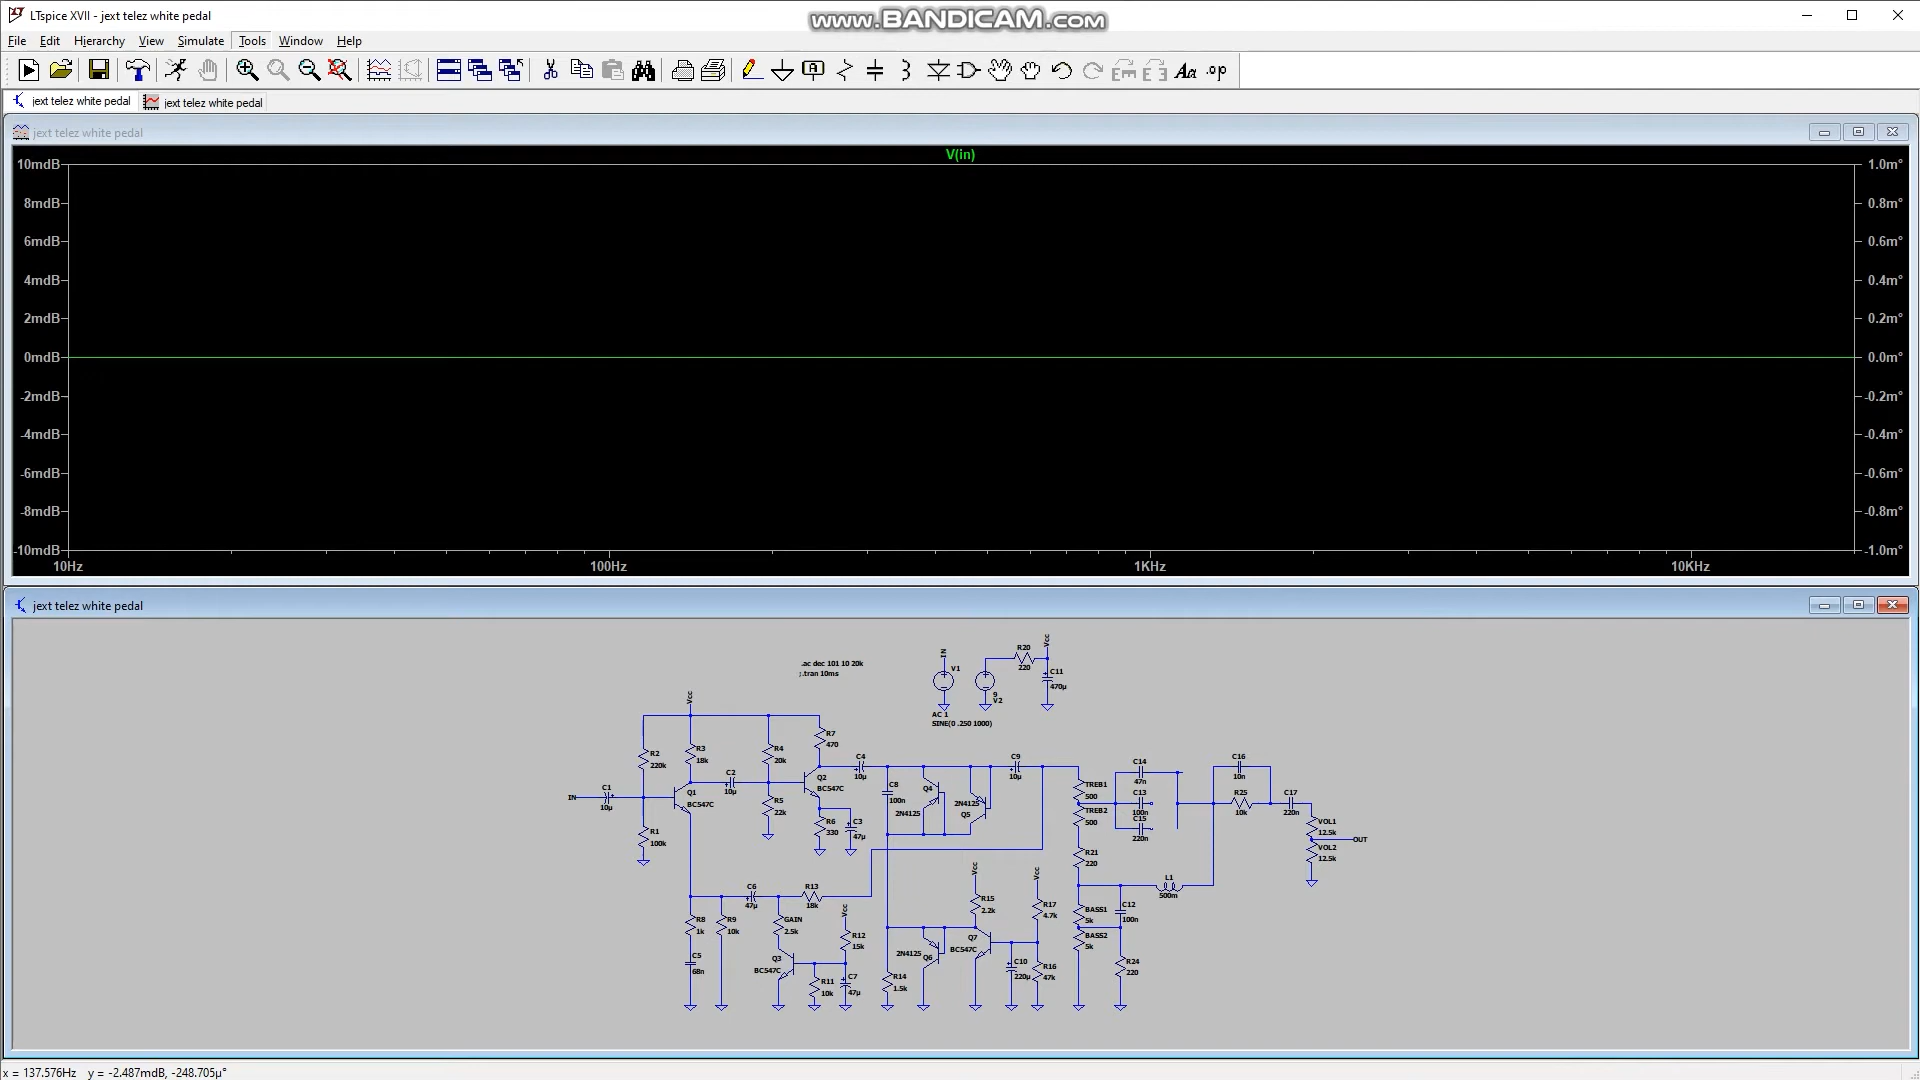 LTspice XVII - jext telez white pedal
www.BANDICAM.com
File Edit Hierarchy View Simulate Tools Window Help
jext telez white pedal
jext telez white pedal
jext telez white pedal
V(in)
10mdB
8mdB
6mdB
4mdB
2mdB
0mdB
-2mdB
-4mdB
-6mdB
-8mdB
-10mdB
1.0m°
0.8m°
0.6m°
0.4m°
0.2m°
0.0m°
-0.2m°
-0.4m°
-0.6m°
-0.8m°
-1.0m°
10Hz 100Hz 1KHz 10KHz
jext telez white pedal
.ac dec 101 10 20k
;.tran 10ms
IN
V1
AC 1
SINE(0 .250 1000)
9
V2
R20
220
Vcc
C11
470µ
Vcc
R2
220k
R3
18k
R4
20k
R7
470
IN
C1
10µ
Q1
BC547C
C2
10µ
R1
100k
R5
22k
Q2
BC547C
R6
330
C3
47µ
C4
10µ
C8
100n
Q4
2N4125
2N4125
Q5
C9
10µ
TREB1
500
TREB2
500
C14
47n
C13
100n
C15
220n
C16
10n
R25
10k
C17
220n
VOL1
12.5k
VOL2
12.5k
OUT
R21
220
L1
500m
C6
47µ
R13
18k
R8
1k
R9
10k
GAIN
2.5k
C5
68n
Q3
BC547C
Vcc
R12
15k
R11
10k
C7
47µ
R14
1.5k
2N4125
Q6
Vcc
R15
2.2k
Q7
BC547C
Vcc
R17
4.7k
C10
220µ
R16
47k
BASS1
5k
BASS2
5k
C12
100n
R24
220
x = 137.576Hz y = -2.487mdB, -248.705µ°